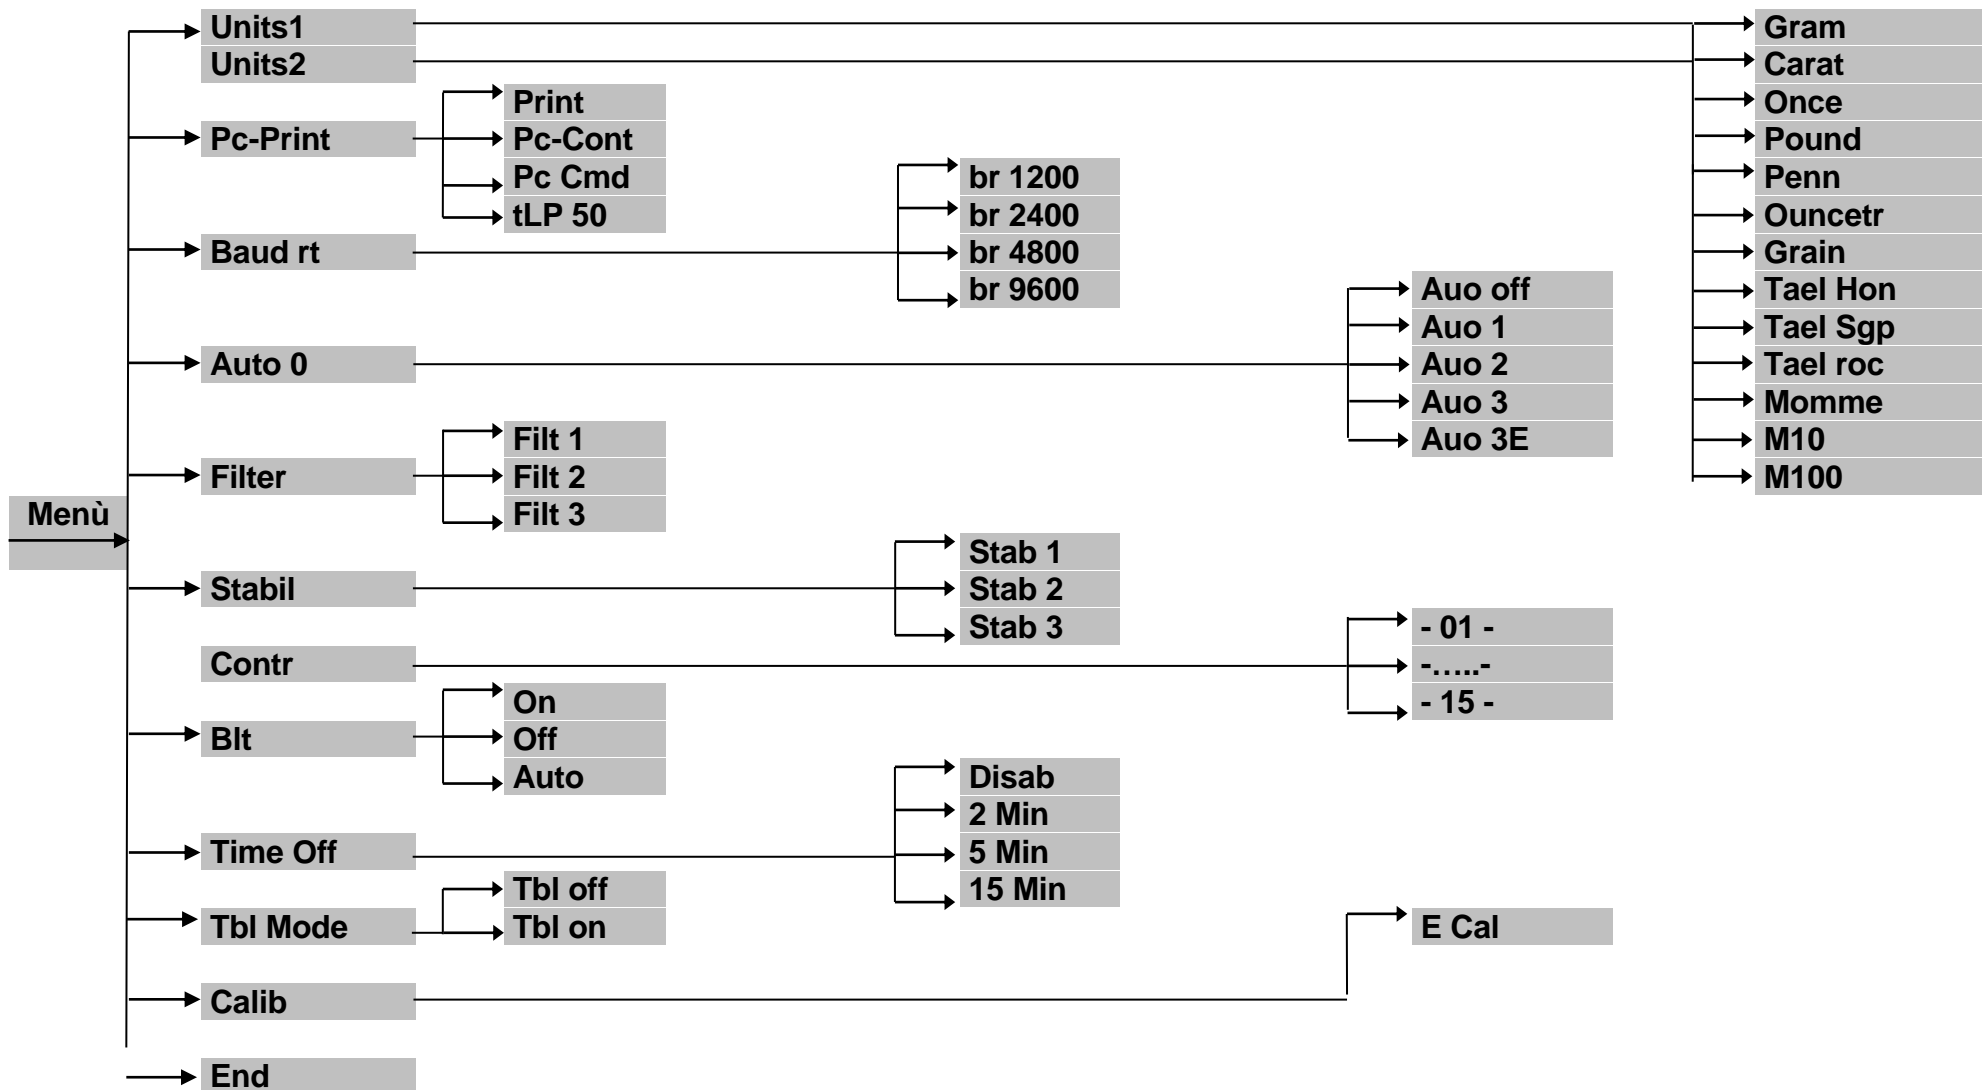 Menù
Units1
Units2
Pc-Print
Baud rt
Auto 0
Filter
Stabil
Contr
Blt
Time Off
Tbl Mode
Calib
End
Print
Pc-Cont
Pc Cmd
tLP 50
Filt 1
Filt 2
Filt 3
On
Off
Auto
Tbl off
Tbl on
br 1200
br 2400
br 4800
br 9600
Stab 1
Stab 2
Stab 3
Disab
2 Min
5 Min
15 Min
Auo off
Auo 1
Auo 2
Auo 3
Auo 3E
- 01 -
-…..-
- 15 -
E Cal
Gram
Carat
Once
Pound
Penn
Ouncetr
Grain
Tael Hon
Tael Sgp
Tael roc
Momme
M10
M100